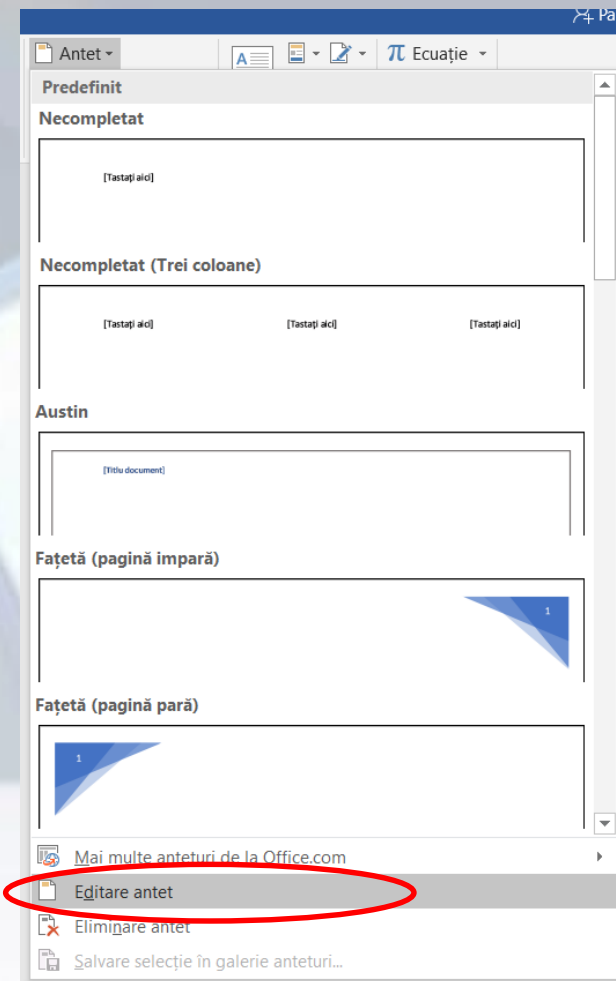 Pa
Antet
A
π Ecuație
Predefinit
Necompletat
[Tastați aici]
Necompletat (Trei coloane)
[Tastați aici] [Tastați aici] [Tastați aici]
Austin
[Titlu document]
Fațetă (pagină impară)
1
Fațetă (pagină pară)
1
Mai multe anteturi de la Office.com
Editare antet
Eliminare antet
Salvare selecție în galerie anteturi...